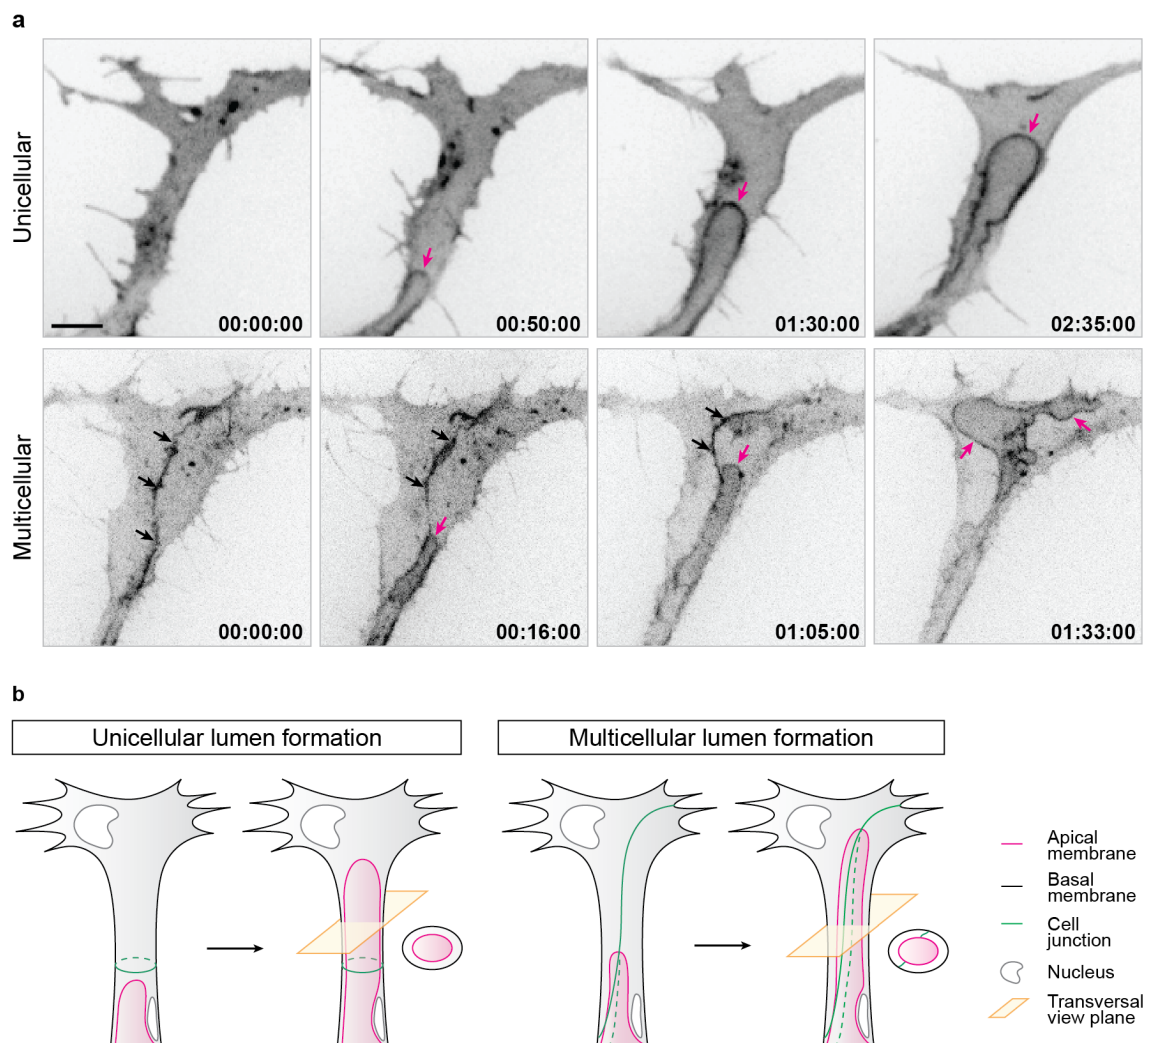 a
Unicellular
00:00:00
00:50:00
01:30:00
02:35:00
Multicellular
00:00:00
00:16:00
01:05:00
01:33:00
b
Unicellular lumen formation
Multicellular lumen formation
Apical
membrane
Basal
membrane
Cell
junction
Nucleus
Transversal
view plane